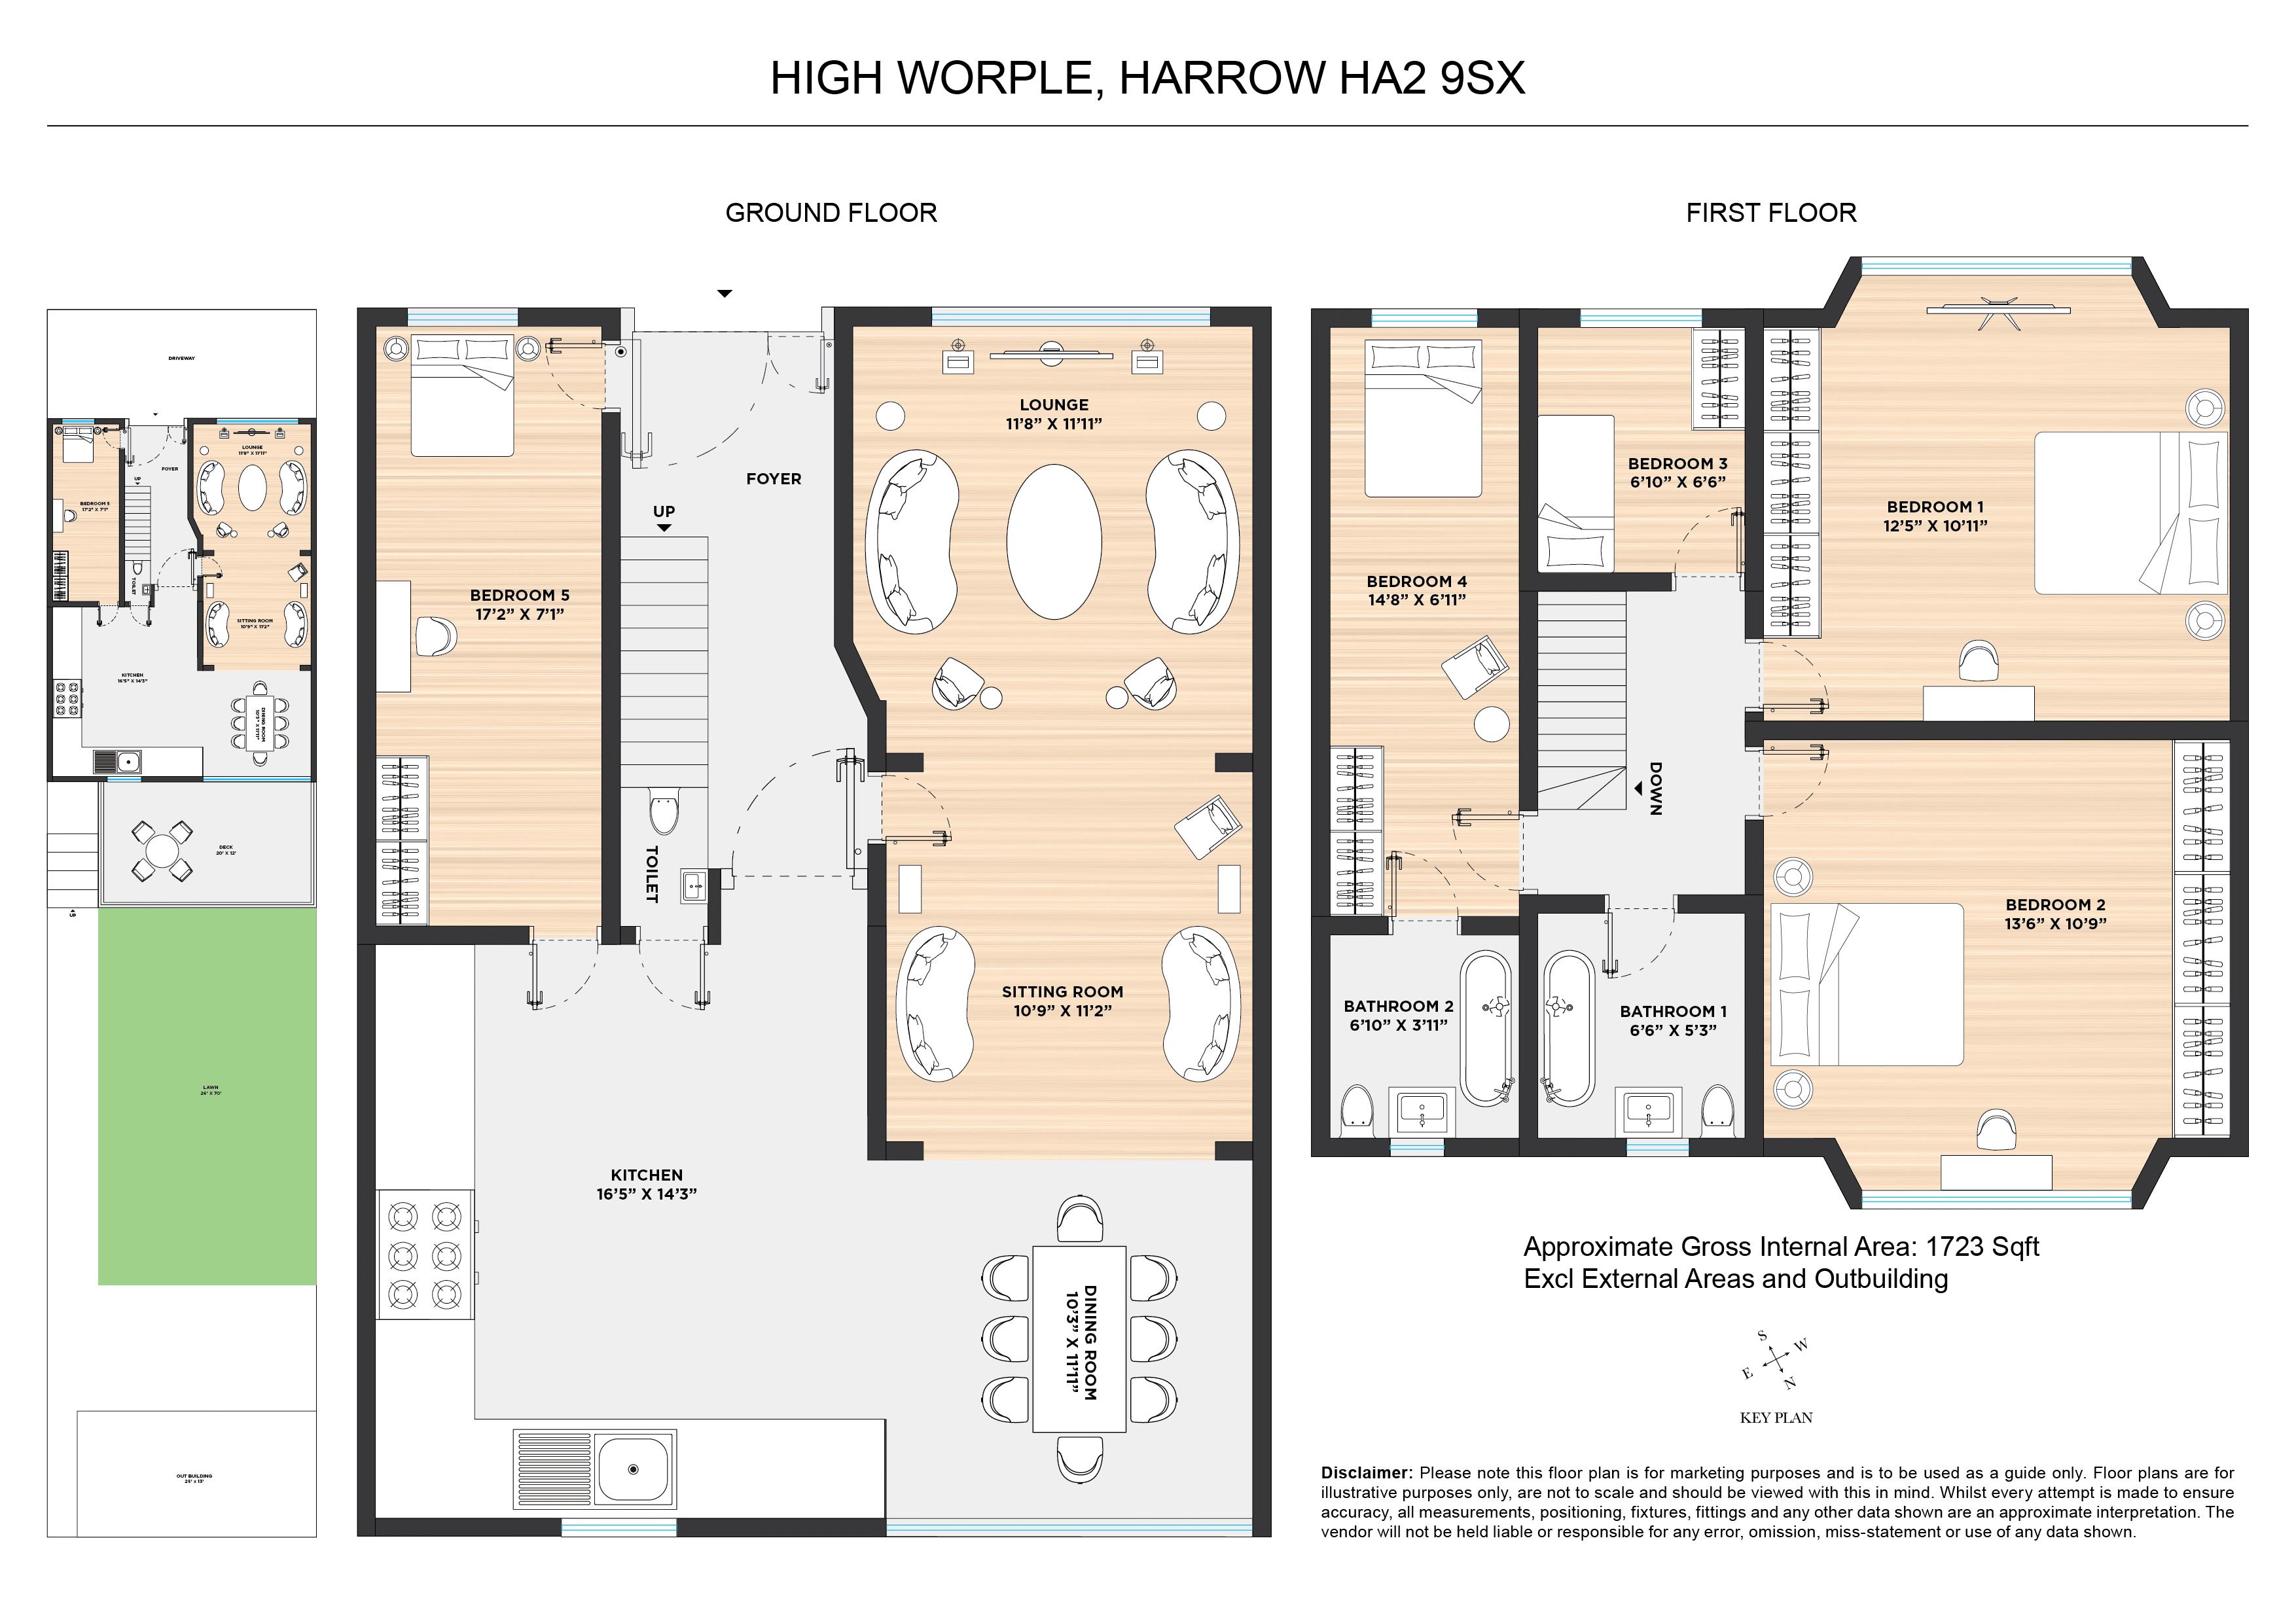 HIGH WORPLE, HARROW HA2 9SX
GROUND FLOOR
FIRST FLOOR
DRIVEWAY
LOUNGE
11'8" X 11'11"
FOYER
UP
BEDROOM 5
17'2" X 7'1"
TOILET
SITTING ROOM
10'9" X 11'2"
KITCHEN
16'5" X 14'3"
DINING ROOM
10'3" X 11'11"
DECK
20' X 12'
UP
LAWN
26' X 70'
OUT BUILDING
25' x 13'
LOUNGE
11'8" X 11'11"
FOYER
UP
BEDROOM 5
17'2" X 7'1"
TOILET
SITTING ROOM
10'9" X 11'2"
KITCHEN
16'5" X 14'3"
DINING ROOM
10'3" X 11'11"
BEDROOM 3
6'10" X 6'6"
BEDROOM 1
12'5" X 10'11"
BEDROOM 4
14'8" X 6'11"
DOWN
BEDROOM 2
13'6" X 10'9"
BATHROOM 2
6'10" X 3'11"
BATHROOM 1
6'6" X 5'3"
Approximate Gross Internal Area: 1723 Sqft
Excl External Areas and Outbuilding
S
W
E
N
KEY PLAN
Disclaimer: Please note this floor plan is for marketing purposes and is to be used as a guide only. Floor plans are for
illustrative purposes only, are not to scale and should be viewed with this in mind. Whilst every attempt is made to ensure
accuracy, all measurements, positioning, fixtures, fittings and any other data shown are an approximate interpretation. The
vendor will not be held liable or responsible for any error, omission, miss-statement or use of any data shown.